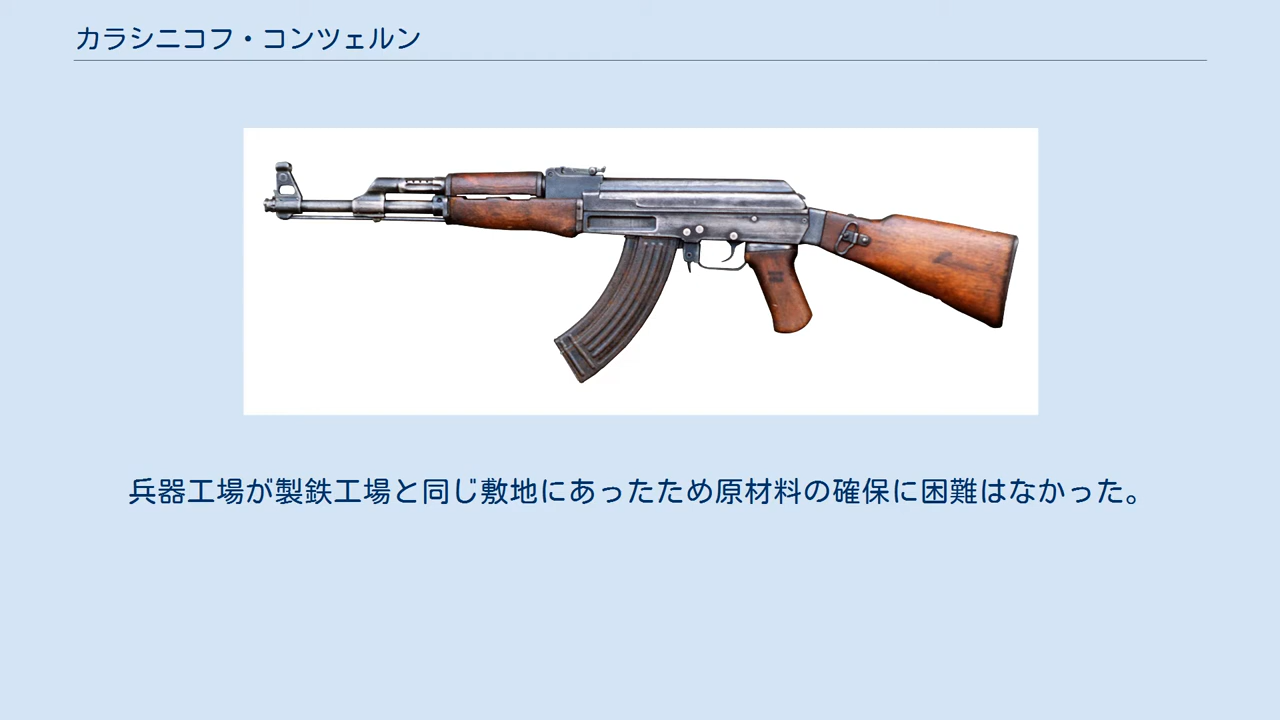 カラシニコフ・コンツェルン
兵器工場が製鉄工場と同じ敷地にあったため原材料の確保に困難はなかった。